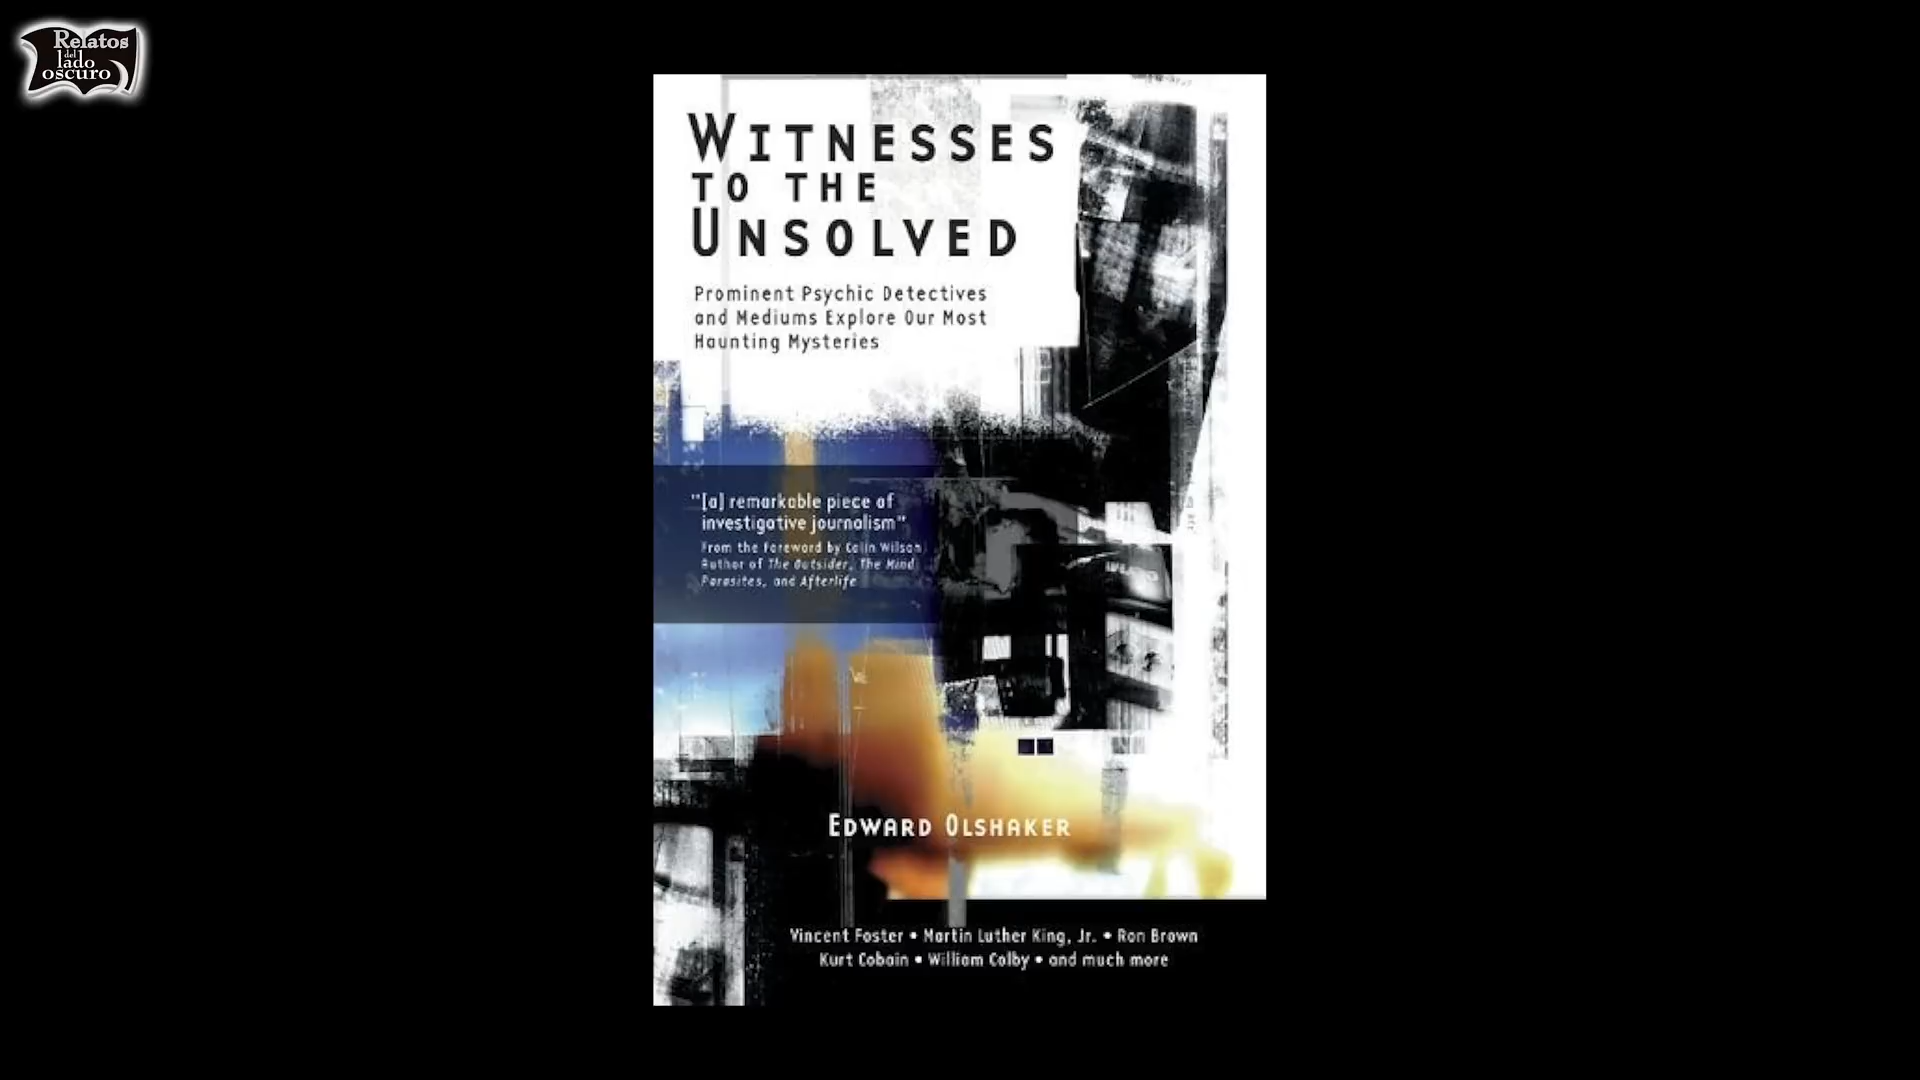 Relatos
del
lado
oscuro
WITNESSES
TO THE
UNSOLVED
Prominent Psychic Detectives
and Mediums Explore Our Most
Haunting Mysteries
"[a] remarkable piece of
investigative journalism"
From the Foreword by Colin Wilson
Author of The Outsider, The Mind
Parasites, and Afterlife
EDWARD OLSHAKER
Vincent Foster • Martin Luther King, Jr. • Ron Brown
Kurt Cobain • William Colby • and much more